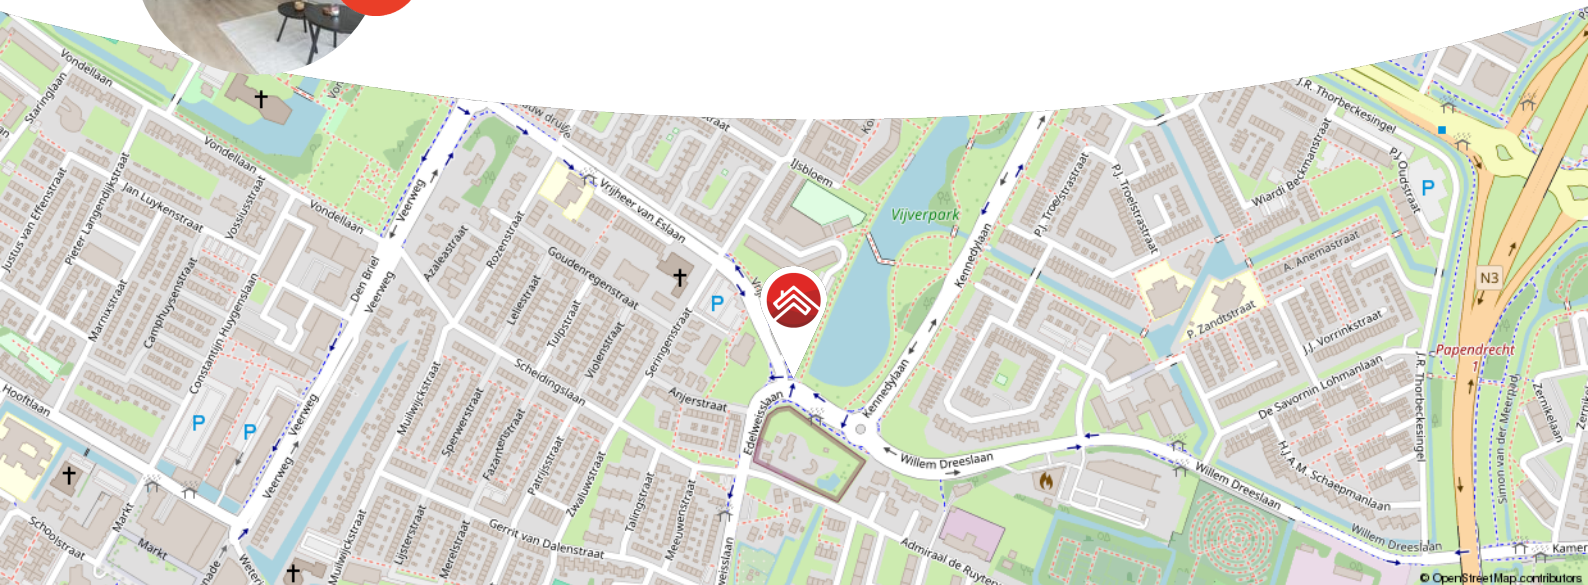 Vondellaan
Staringlaan
Vondellaan
Vondellaan
Justus van Effenstraat
Pieter Langendijkstraat
Jan Luykenstraat
Vossiusstraat
Marnixstraat
Camphuysenstraat
Constantijn Huygenslaan
Hooftlaan
P
P
Schoolstraat
Markt
Markt
Den Briel
Veerweg
Veerweg
Veerweg
Veerweg
Azaleastraat
Rozenstraat
Goudenregenstraat
Leliestraat
Tulpstraat
Violenstraat
Seringenstraat
Scheidingslaan
Anjerstraat
Muilwijckstraat
Sperwerstraat
Fazantenstraat
Patrijsstraat
Zwaluwstraat
Talingstraat
Meeuwenstraat
Lijsterstraat
Merelstraat
Muilwijckstraat
Gerrit van Dalenstraat
Vrijheer van Eslaan
P
IJsbloem
Vijverpark
Kennedylaan
Kennedylaan
Edelweisslaan
Willem Dreeslaan
Willem Dreeslaan
Willem Dreeslaan
P.J. Troelstrastraat
P.J. Troelstrastraat
Wiardi Beckmanstraat
J.R. Thorbeckesingel
P.J. Oudstraat
P
A. Anemastraat
P. Zandtstraat
J.J. Vorrinkstraat
De Savornin Lohmanlaan
H.J.A.M. Schaepmanlaan
J.R. Thorbeckesingel
N3
Papendrecht
Simon van der Meerpad
Zernikelaan
© OpenStreetMap contributors